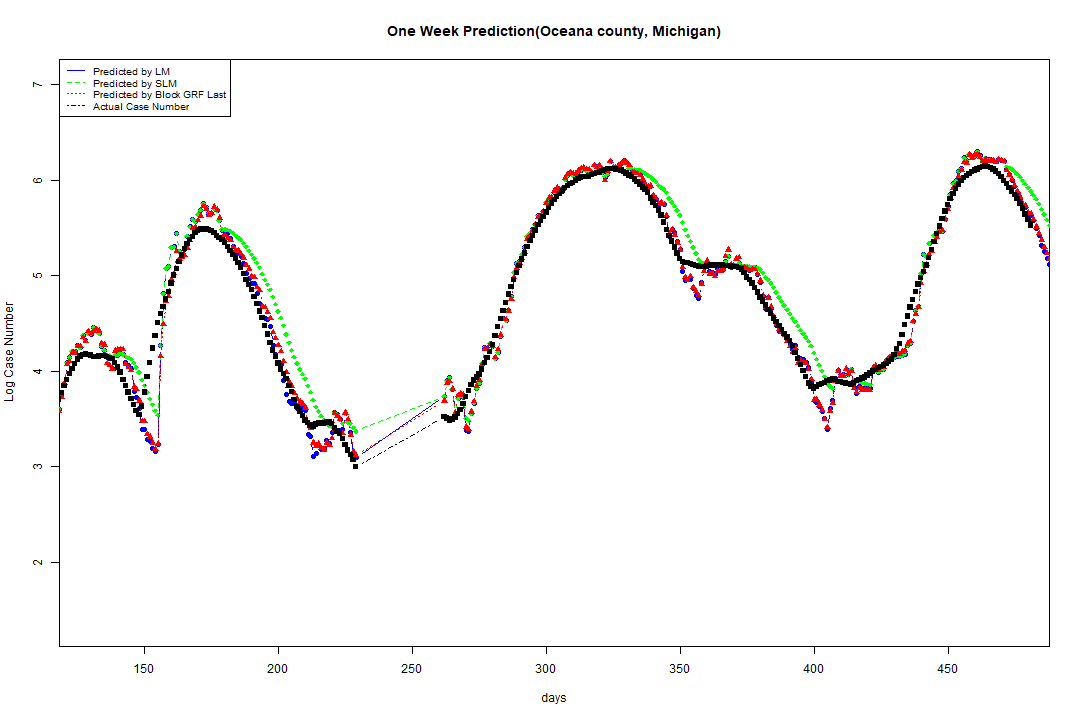 One Week Prediction(Oceana county, Michigan)
Predicted by LM
Predicted by SLM
Predicted by Block GRF Last
Actual Case Number
7
6
5
4
3
2
Log Case Number
150 200 250 300 350 400 450
days